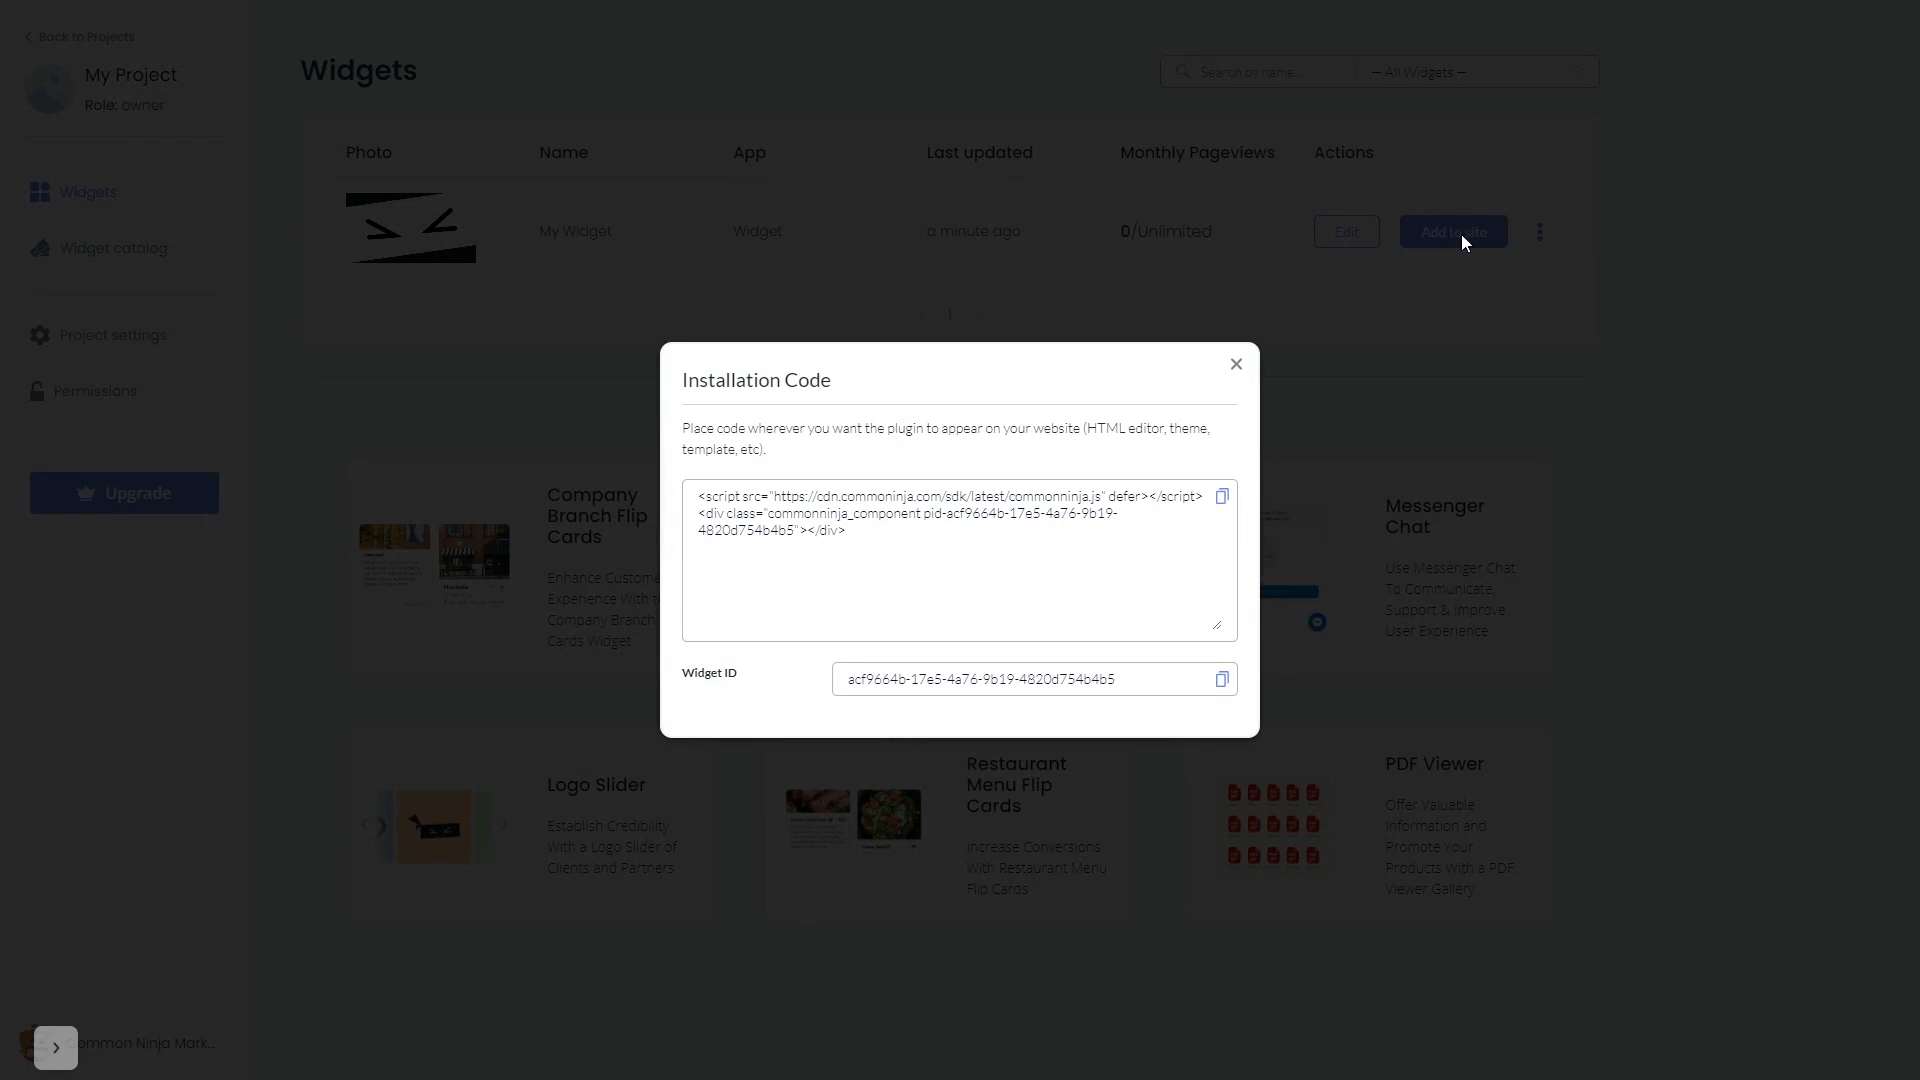 Back to Projects
My Project
Role: owner
Widgets
Widget catalog
Project settings
Permissions
Upgrade
Common Ninja Mark...
Widgets
Search by name...
— All Widgets —
Photo
Name
App
Last updated
Monthly Pageviews
Actions
My Widget
Widget
a minute ago
0/Unlimited
Edit
Add to site
1
Installation Code
Place code wherever you want the plugin to appear on your website (HTML editor, theme,
template, etc).
<script src="https://cdn.commoninja.com/sdk/latest/commonninja.js" defer></script>
<div class="commonninja_component pid-acf9664b-17e5-4a76-9b19-
4820d754b4b5"></div>
Widget ID
acf9664b-17e5-4a76-9b19-4820d754b4b5
Company
Branch Flip
Cards
Enhance Custome
Experience With t
Company Branch
Cards Widget
Messenger
Chat
Use Messenger Chat
To Communicate,
Support & Improve
User Experience
Logo Slider
Establish Credibility
With a Logo Slider of
Clients and Partners
Restaurant
Menu Flip
Cards
Increase Conversions
With Restaurant Menu
Flip Cards
PDF Viewer
Offer Valuable
Information and
Promote Your
Products With a PDF
Viewer Gallery